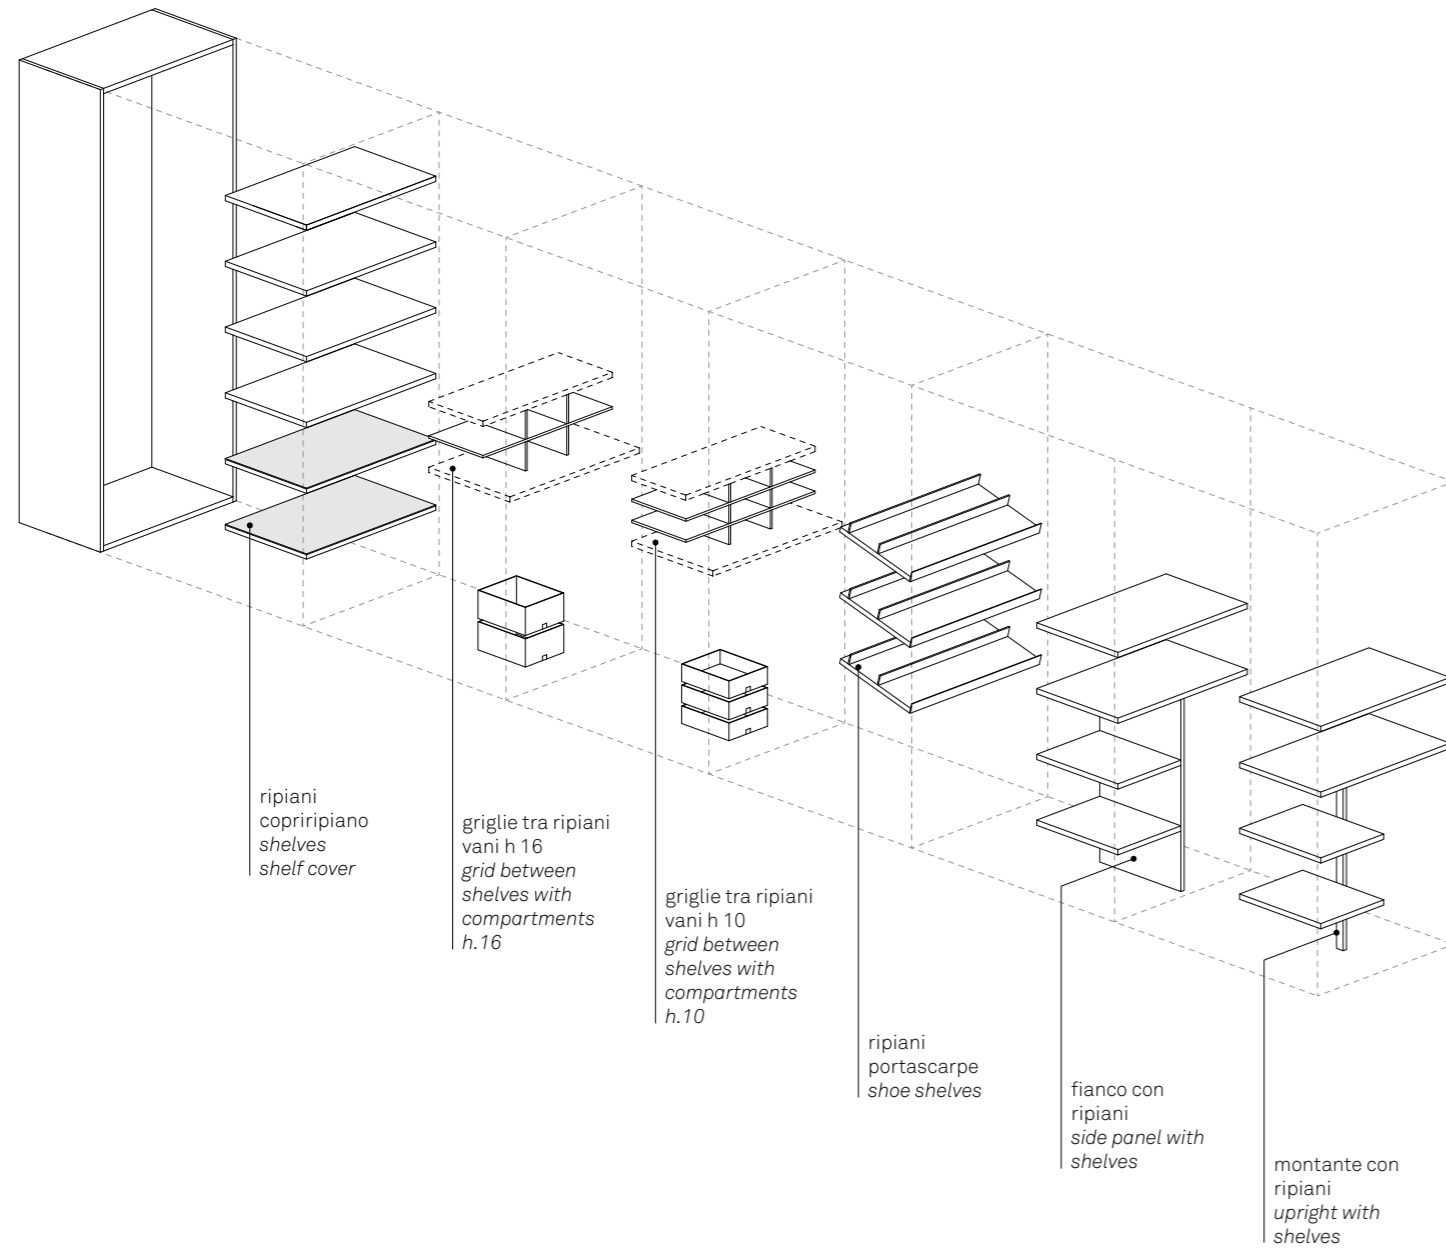 ripiani
copriripiano
shelves
shelf cover
griglie tra ripiani
vani h 16
grid between
shelves with
compartments
h.16
griglie tra ripiani
vani h 10
grid between
shelves with
compartments
h.10
ripiani
portascarpe
shoe shelves
fianco con
ripiani
side panel with
shelves
montante con
ripiani
upright with
shelves